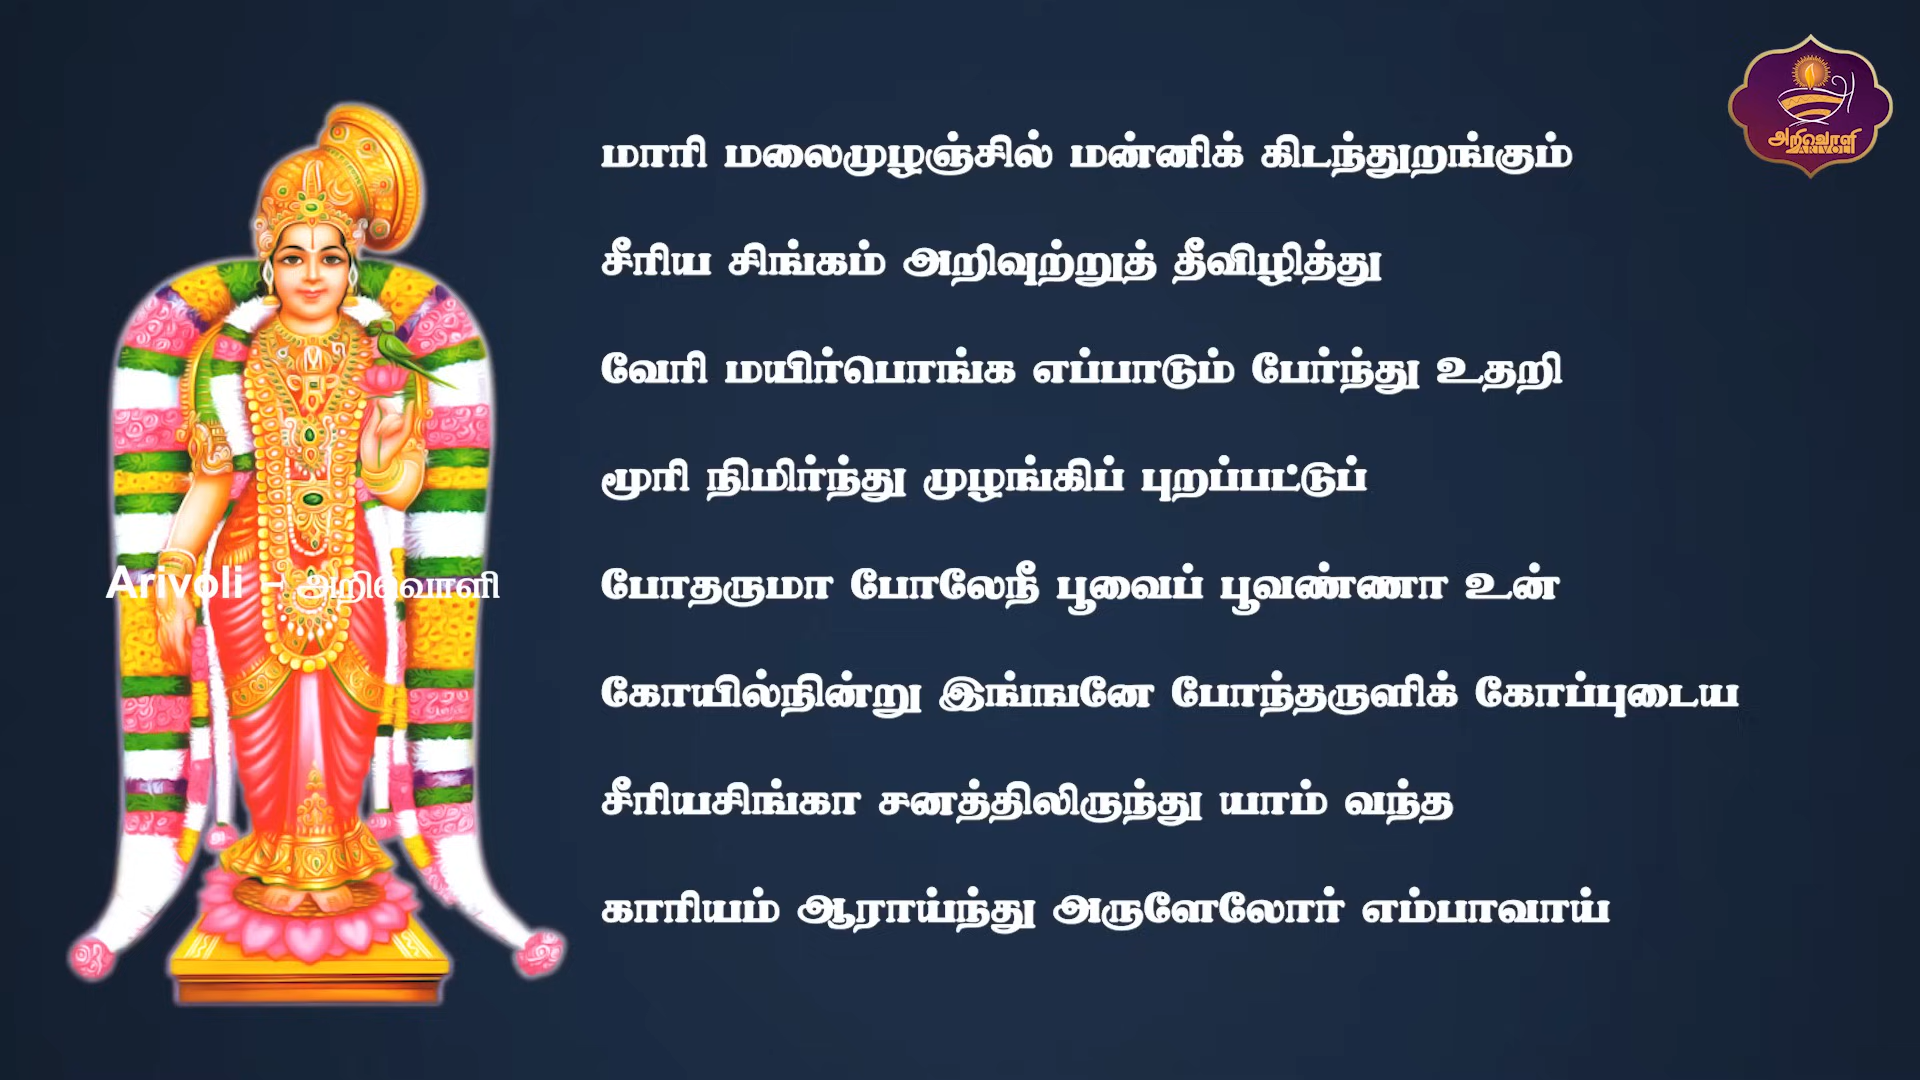 மாரி மலைமுழஞ்சில் மன்னிக் கிடந்துறங்கும்
சீரிய சிங்கம் அறிவுற்றுத் தீவிழித்து
வேரி மயிர்பொங்க எப்பாடும் பேர்ந்து உதறி
மூரி நிமிர்ந்து முழங்கிப் புறப்பட்டுப்
போதருமா போலேநீ பூவைப் பூவண்ணா உன்
கோயில்நின்று இங்ஙனே போந்தருளிக் கோப்புடைய
சீரியசிங்கா சனத்திலிருந்து யாம் வந்த
காரியம் ஆராய்ந்து அருளேலோர் எம்பாவாய்
Arivoli - அறிவொளி
அறிவொளி
ARIVOLI